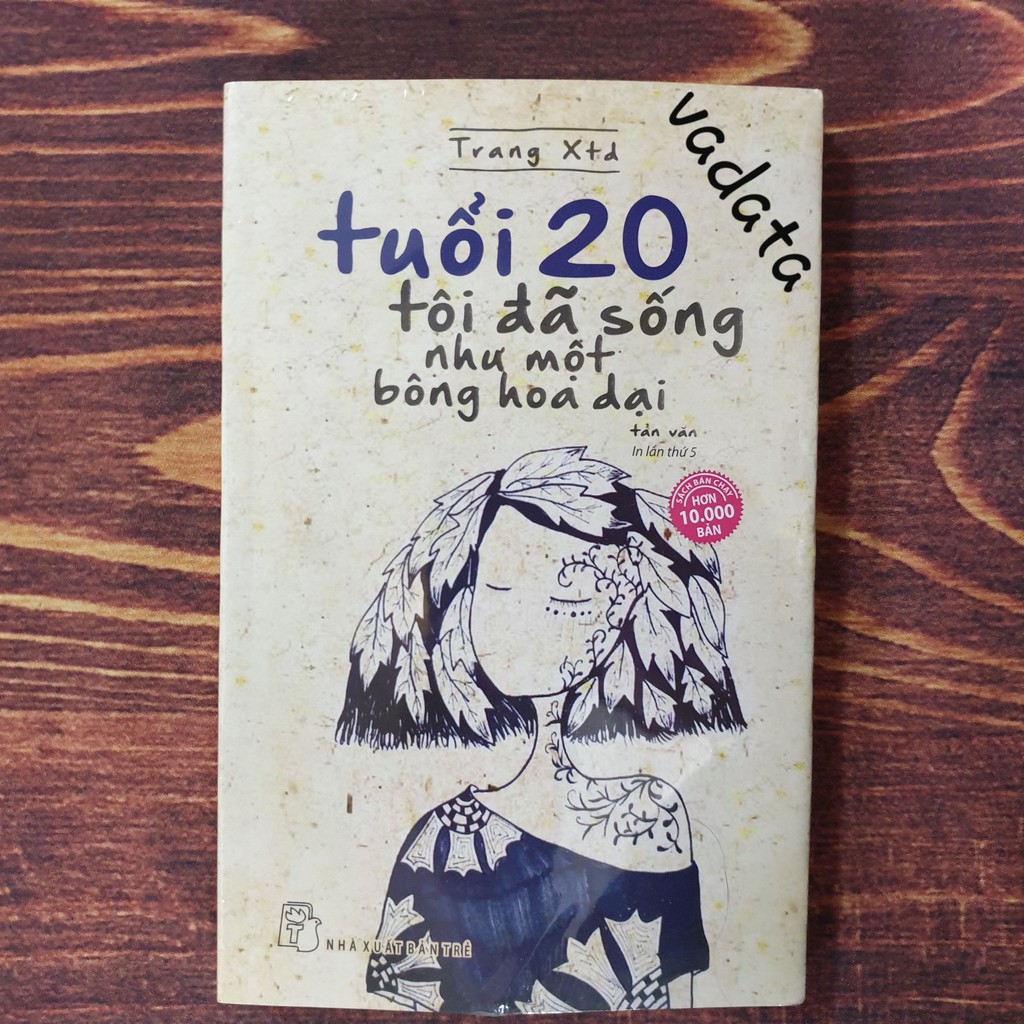 Trang Xtd
vadata
tuổi 20
tôi đã sống
như một
bông hoa dại
tản văn
In lần thứ 5
SÁCH BÁN CHẠY
HƠN
10.000
BẢN
NHÀ XUẤT BẢN TRẺ